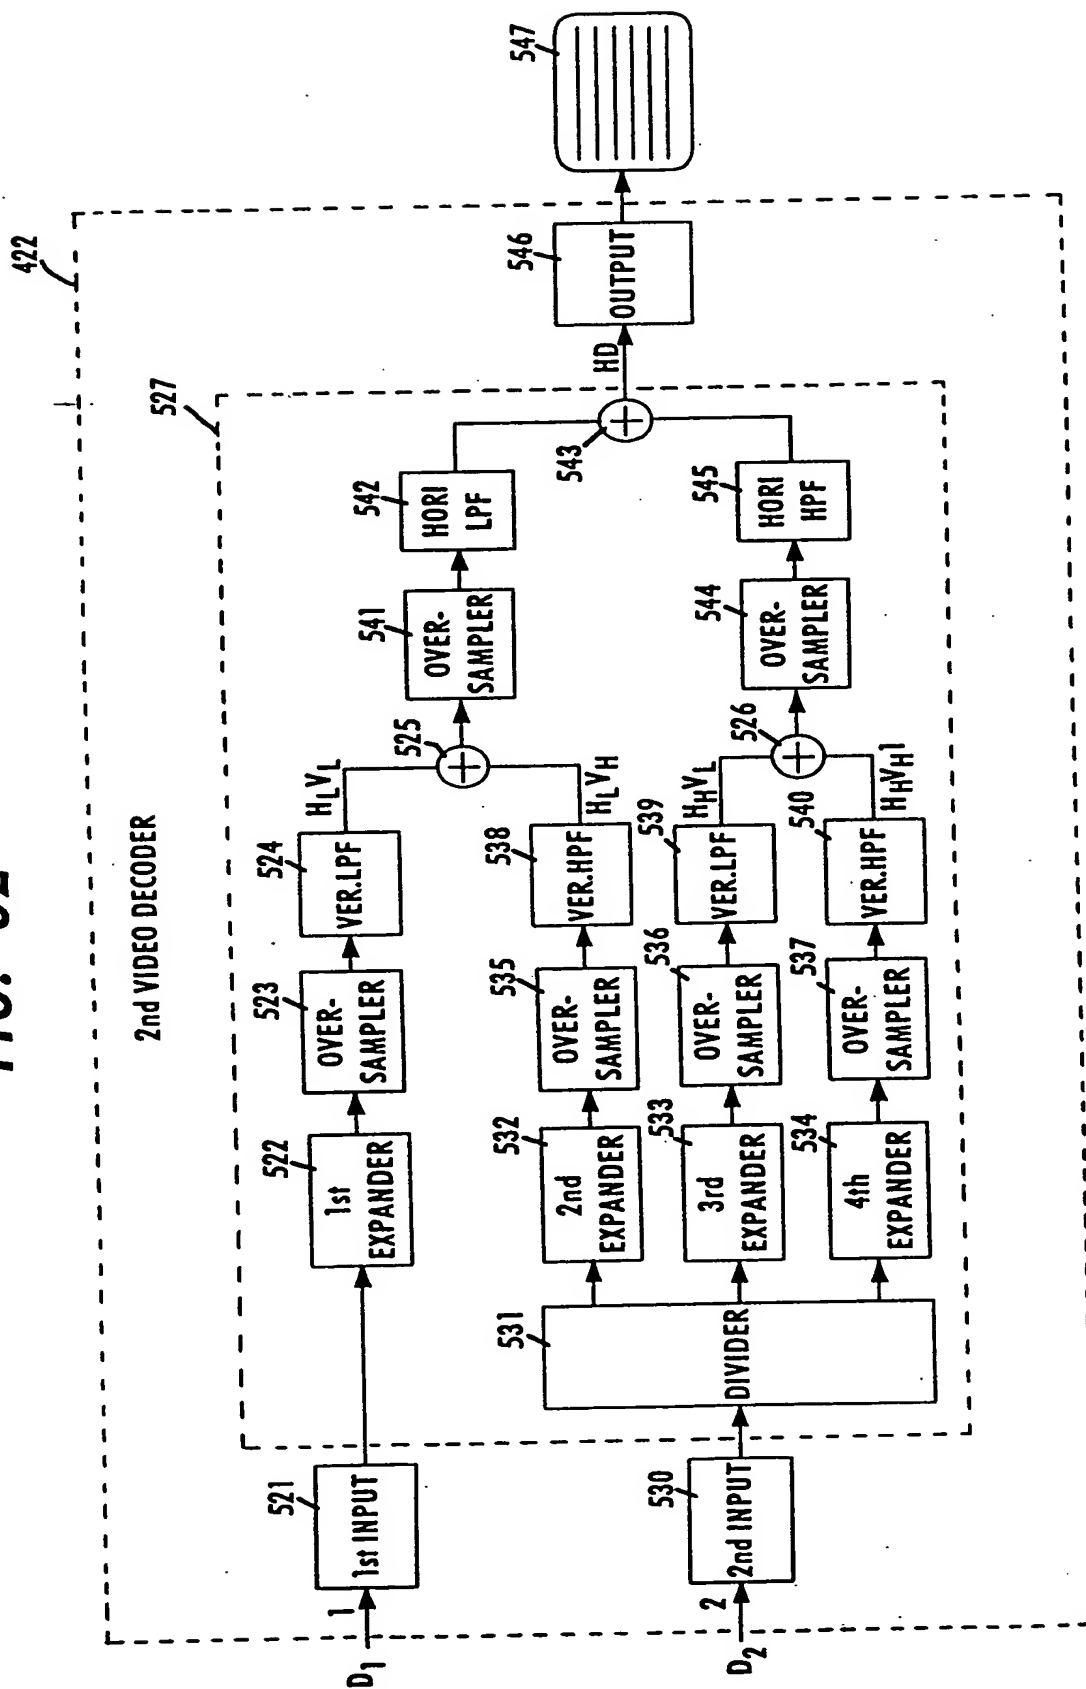 2nd VIDEO DECODER
422
527
D1
1
521
1st INPUT
522
1st EXPANDER
523
OVER-
SAMPLER
524
VER.LPF
HLVL
525
541
OVER-
SAMPLER
542
HORI
LPF
543
HD
546
OUTPUT
547
D2
2
530
2nd INPUT
531
DIVIDER
532
2nd
EXPANDER
535
OVER-
SAMPLER
538
VER.HPF
HLVH
533
3rd
EXPANDER
536
OVER-
SAMPLER
539
VER.LPF
HHVL
526
544
OVER-
SAMPLER
545
HORI
HPF
534
4th
EXPANDER
537
OVER-
SAMPLER
540
VER.HPF
HHVH1